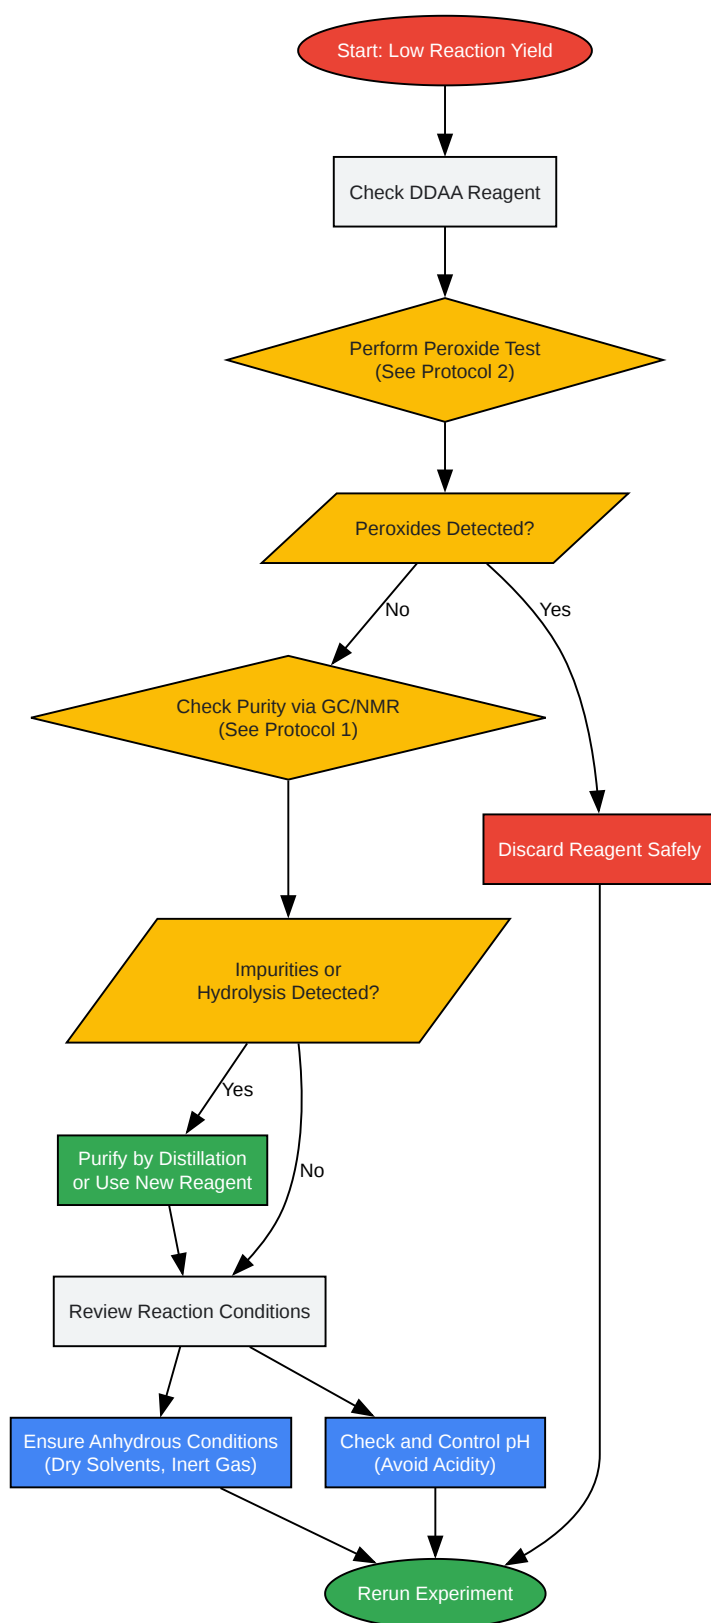 Start: Low Reaction Yield
Check DDAA Reagent
Perform Peroxide Test
(See Protocol 2)
Peroxides Detected?
No
Yes
Check Purity via GC/NMR
(See Protocol 1)
Discard Reagent Safely
Impurities or
Hydrolysis Detected?
Yes
Purify by Distillation
or Use New Reagent
No
Review Reaction Conditions
Ensure Anhydrous Conditions
(Dry Solvents, Inert Gas)
Check and Control pH
(Avoid Acidity)
Rerun Experiment